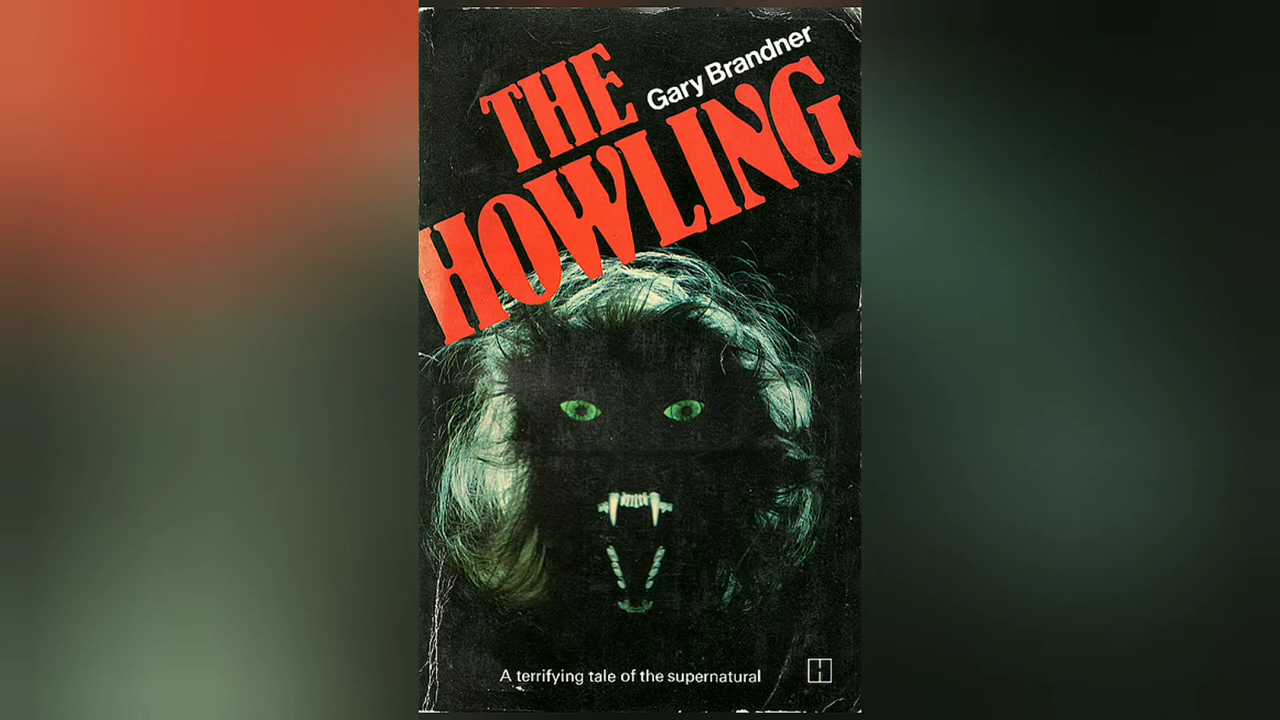 THE
Gary Brandner
HOWLING
A terrifying tale of the supernatural
H